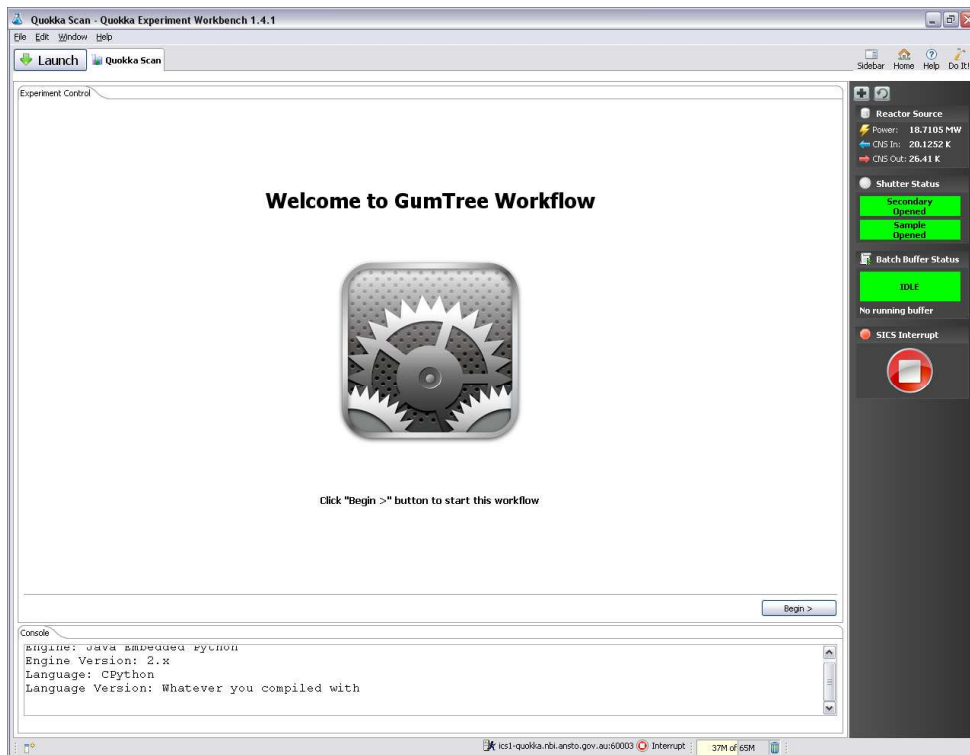 Quokka Scan - Quokka Experiment Workbench 1.4.1
File Edit Window Help
Launch Quokka Scan
Sidebar Home Help Do It!
Experiment Control
Welcome to GumTree Workflow
Click "Begin >" button to start this workflow
Begin >
Reactor Source
Power: 18.7105 MW
CNS In: 20.1252 K
CNS Out: 26.41 K
Shutter Status
Secondary
Opened
Sample
Opened
Batch Buffer Status
IDLE
No running buffer
SICS Interrupt
Console
Engine: Java Embedded Python
Engine Version: 2.x
Language: CPython
Language Version: Whatever you compiled with
ics1-quokka.nbi.ansto.gov.au:60003 Interrupt 37M of 65M